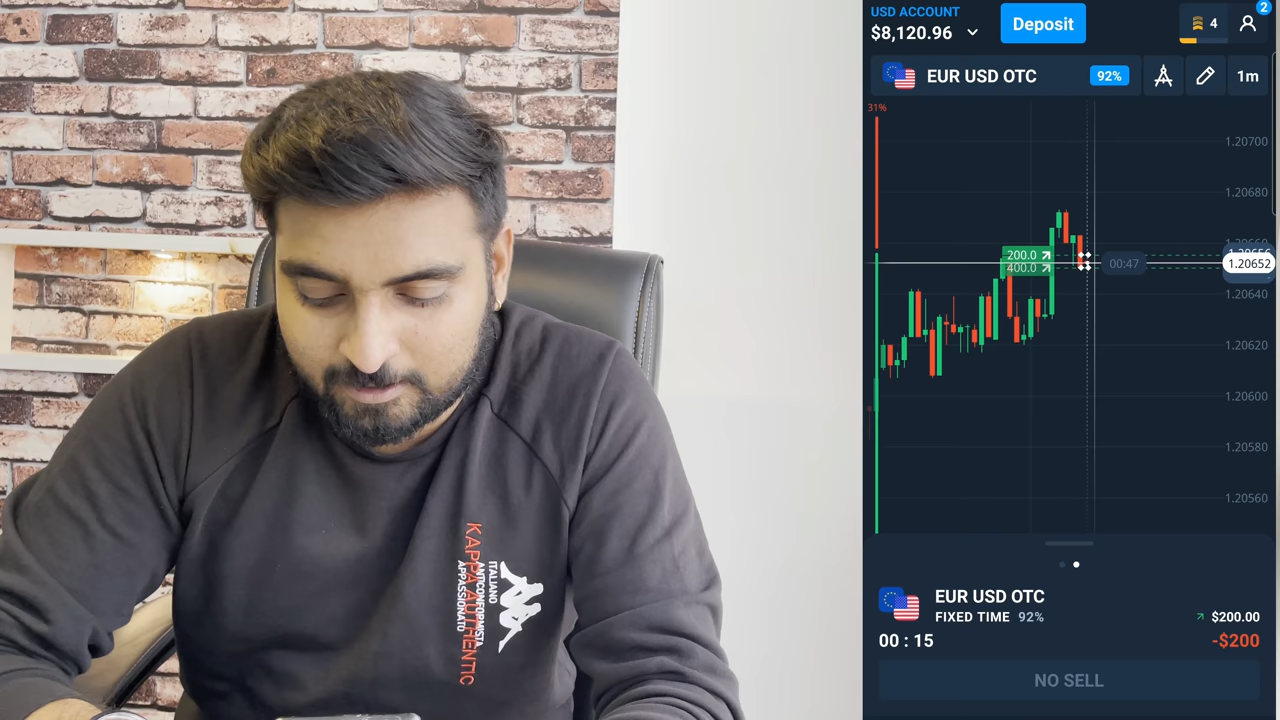 USD ACCOUNT
$8,120.96
Deposit
4
2
EUR USD OTC
92%
1m
31%
1.20700
1.20680
200.0
400.0
00:47
1.20652
1.20640
1.20620
1.20600
1.20580
1.20560
EUR USD OTC
FIXED TIME 92%
$200.00
00 : 15
-$200
NO SELL
KAPPA AUTHENTIC
ITALIANO
ANTICONFORMISTA
APPASSIONATO